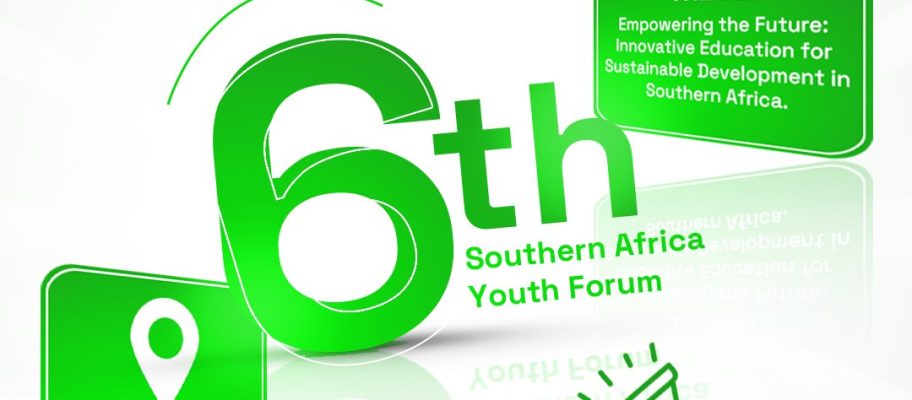 Empowering the Future:
Innovative Education for
Sustainable Development in
Southern Africa.
6th
Southern Africa
Youth Forum